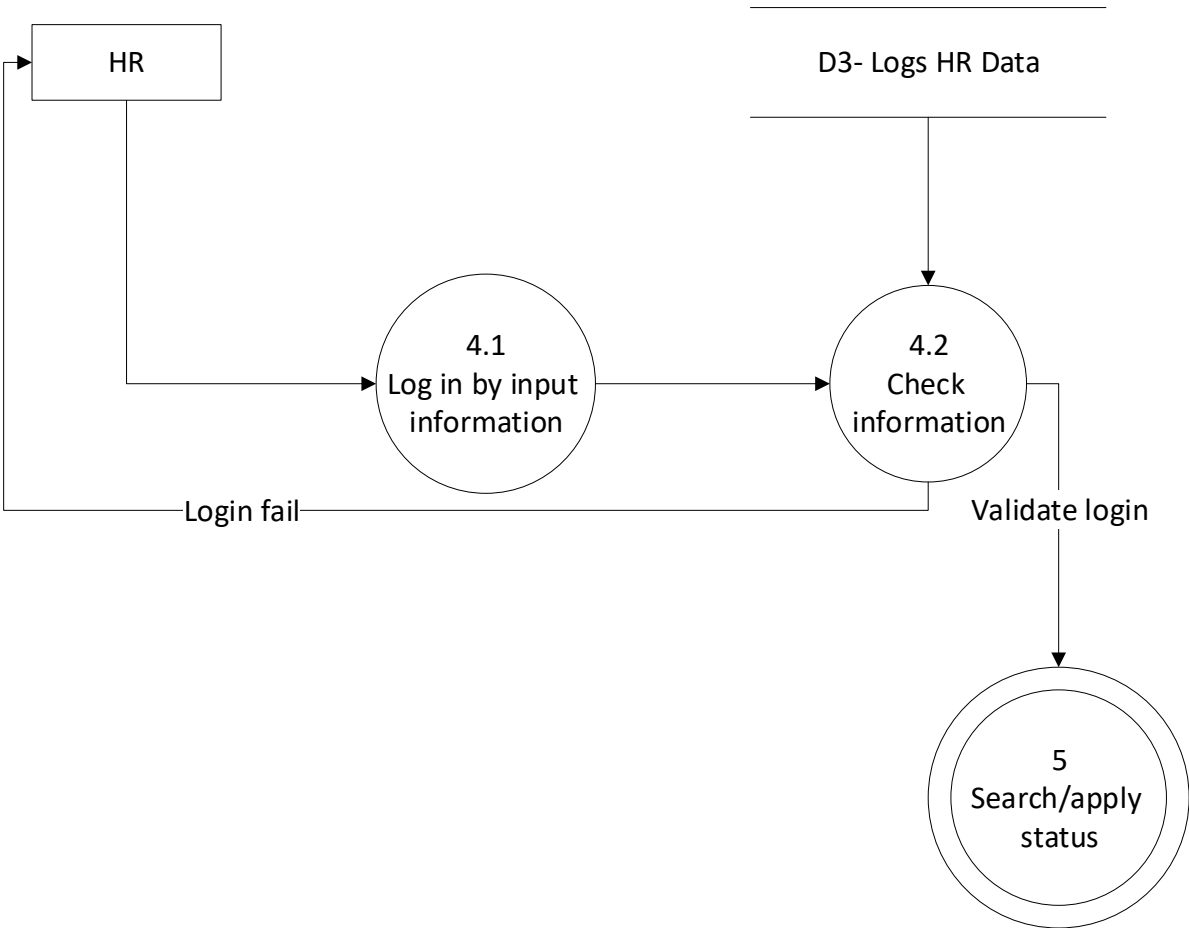 HR
D3- Logs HR Data
4.1
Log in by input
information
4.2
Check
information
Login fail
Validate login
5
Search/apply
status